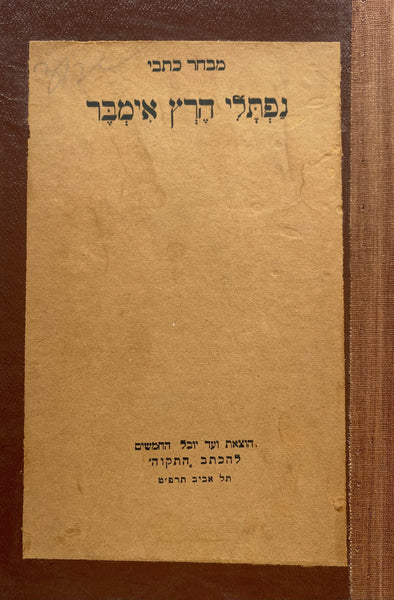 מבחר כתבי
נַפְתָּלִי הֶרְץ אִימְבֶּר
הוצאת ועד יובל החמשים
להכתב ,התקוה'
תל אביב תרפ״ט